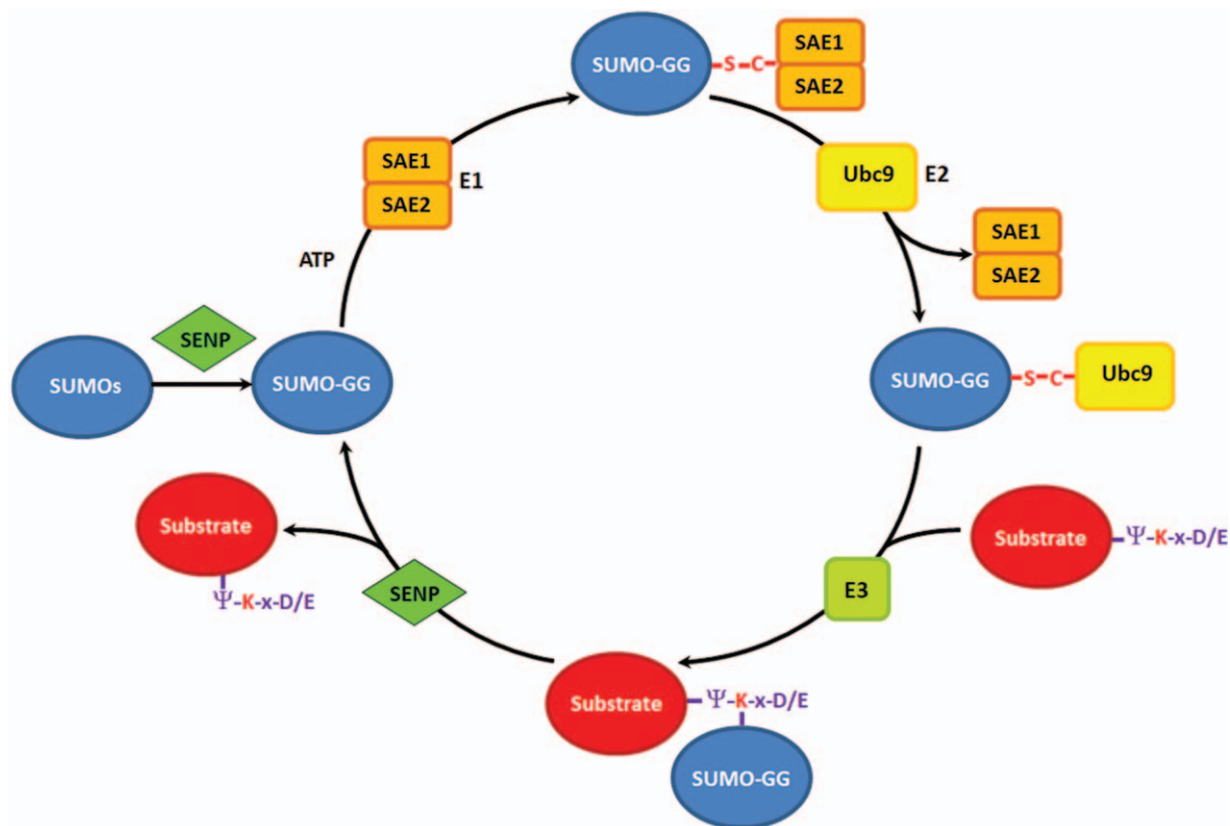 SUMO-GG
-S-C-
SAE1
SAE2
SAE1
SAE2
E1
Ubc9
E2
SAE1
SAE2
ATP
SENP
SUMOs
SUMO-GG
SUMO-GG
-S-C-
Ubc9
Substrate
Ψ-K-x-D/E
Substrate
Ψ-K-x-D/E
SENP
E3
Substrate
Ψ-K-x-D/E
SUMO-GG